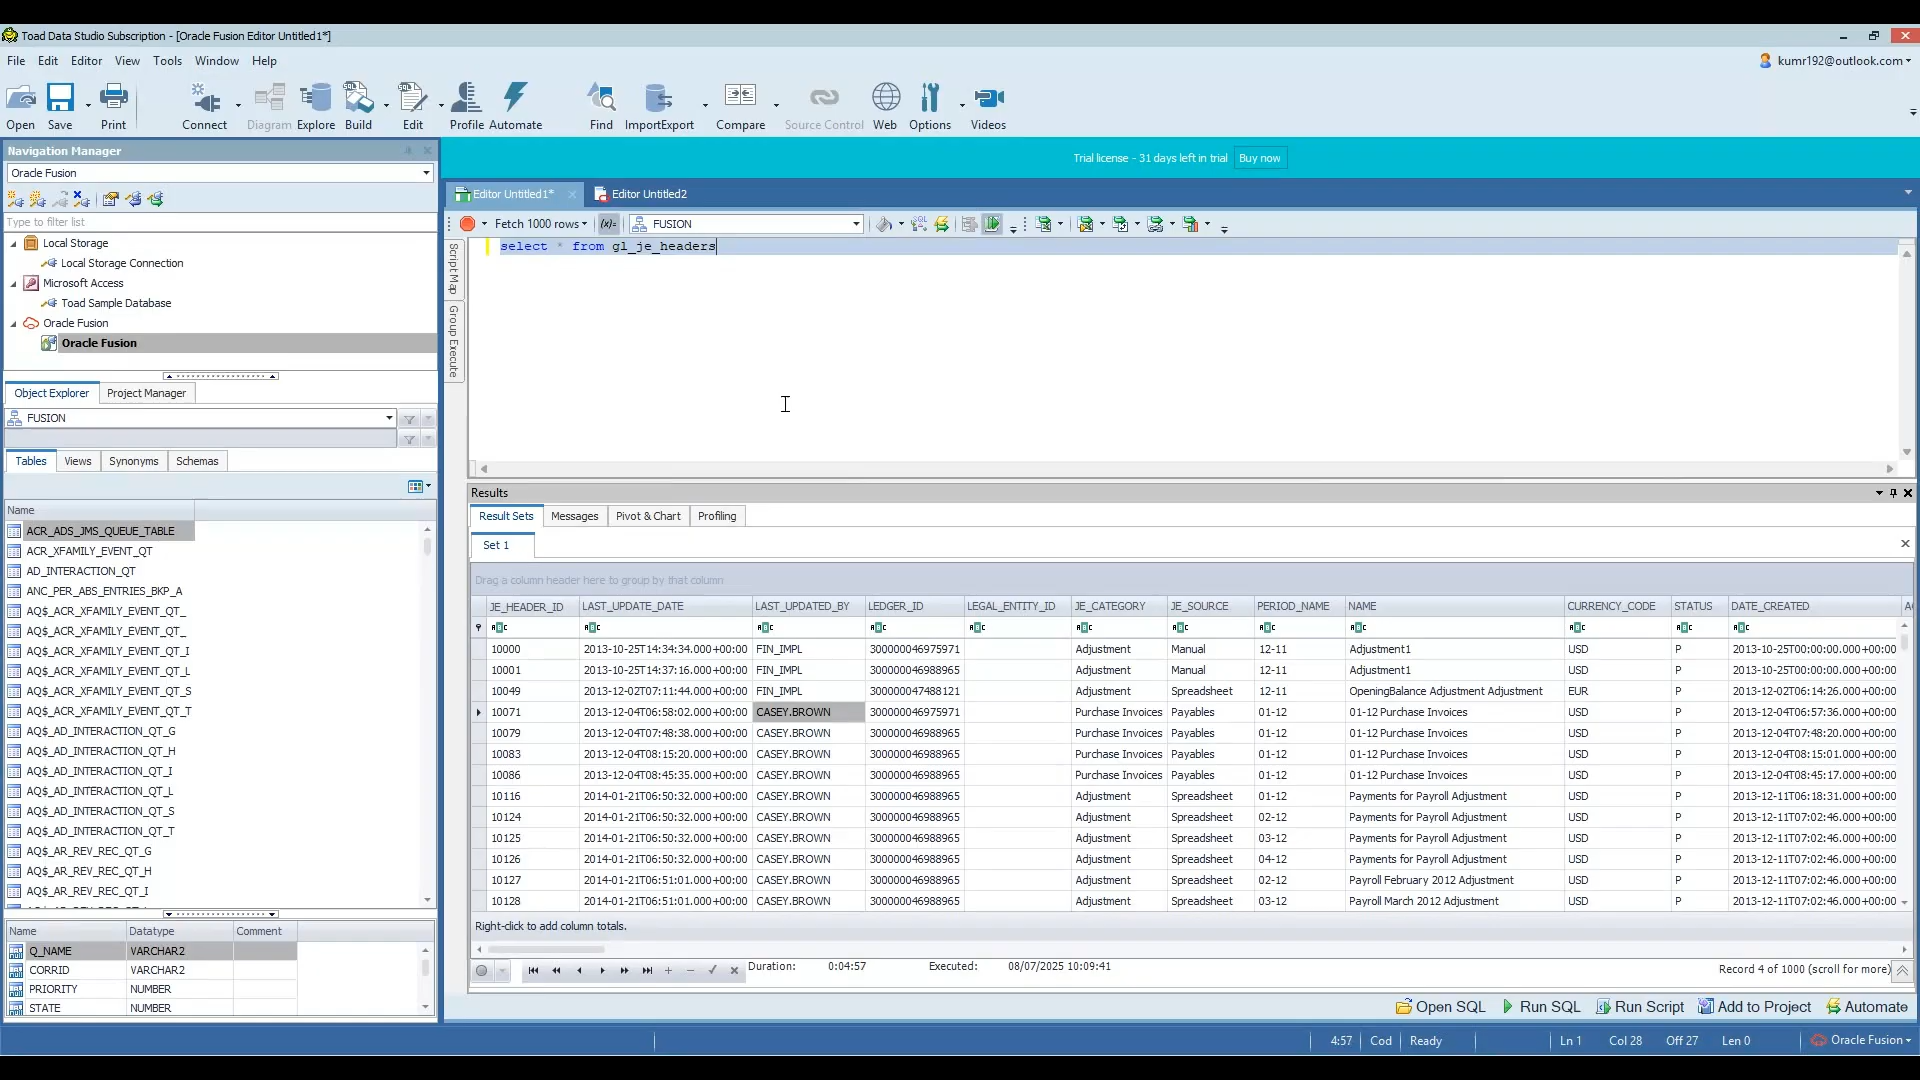 Toad Data Studio Subscription - [Oracle Fusion Editor Untitled1*]
File Edit Editor View Tools Window Help
kumr192@outlook.com
Open Save Print Connect Diagram Explore Build Edit Profile Automate Find ImportExport Compare Source Control Web Options Videos
Navigation Manager
Trial license - 31 days left in trial Buy now
Oracle Fusion
Editor Untitled1* Editor Untitled2
Type to filter list
Fetch 1000 rows (x)= FUSION
Local Storage
Local Storage Connection
Microsoft Access
Toad Sample Database
Oracle Fusion
Oracle Fusion
select * from gl_je_headers
Script Map
Group Execute
Object Explorer Project Manager
FUSION
Tables Views Synonyms Schemas
Name
ACR_ADS_JMS_QUEUE_TABLE
ACR_XFAMILY_EVENT_QT
AD_INTERACTION_QT
ANC_PER_ABS_ENTRIES_BKP_A
AQ$_ACR_XFAMILY_EVENT_QT_
AQ$_ACR_XFAMILY_EVENT_QT_
AQ$_ACR_XFAMILY_EVENT_QT_I
AQ$_ACR_XFAMILY_EVENT_QT_L
AQ$_ACR_XFAMILY_EVENT_QT_S
AQ$_ACR_XFAMILY_EVENT_QT_T
AQ$_AD_INTERACTION_QT_G
AQ$_AD_INTERACTION_QT_H
AQ$_AD_INTERACTION_QT_I
AQ$_AD_INTERACTION_QT_L
AQ$_AD_INTERACTION_QT_S
AQ$_AD_INTERACTION_QT_T
AQ$_AR_REV_REC_QT_G
AQ$_AR_REV_REC_QT_H
AQ$_AR_REV_REC_QT_I
Name Datatype Comment
Q_NAME VARCHAR2
CORRID VARCHAR2
PRIORITY NUMBER
STATE NUMBER
Results
Result Sets Messages Pivot & Chart Profiling
Set 1
Drag a column header here to group by that column
JE_HEADER_ID LAST_UPDATE_DATE LAST_UPDATED_BY LEDGER_ID LEGAL_ENTITY_ID JE_CATEGORY JE_SOURCE PERIOD_NAME NAME CURRENCY_CODE STATUS DATE_CREATED
10000 2013-10-25T14:34:34.000+00:00 FIN_IMPL 300000046975971 Adjustment Manual 12-11 Adjustment1 USD P 2013-10-25T00:00:00.000+00:00
10001 2013-10-25T14:37:16.000+00:00 FIN_IMPL 300000046988965 Adjustment Manual 12-11 Adjustment1 USD P 2013-10-25T00:00:00.000+00:00
10049 2013-12-02T07:11:44.000+00:00 FIN_IMPL 300000047488121 Adjustment Spreadsheet 12-11 OpeningBalance Adjustment Adjustment EUR P 2013-12-02T06:14:26.000+00:00
10071 2013-12-04T06:58:02.000+00:00 CASEY.BROWN 300000046975971 Purchase Invoices Payables 01-12 01-12 Purchase Invoices USD P 2013-12-04T06:57:36.000+00:00
10079 2013-12-04T07:48:38.000+00:00 CASEY.BROWN 300000046988965 Purchase Invoices Payables 01-12 01-12 Purchase Invoices USD P 2013-12-04T07:48:20.000+00:00
10083 2013-12-04T08:15:20.000+00:00 CASEY.BROWN 300000046988965 Purchase Invoices Payables 01-12 01-12 Purchase Invoices USD P 2013-12-04T08:15:01.000+00:00
10086 2013-12-04T08:45:35.000+00:00 CASEY.BROWN 300000046988965 Purchase Invoices Payables 01-12 01-12 Purchase Invoices USD P 2013-12-04T08:45:17.000+00:00
10116 2014-01-21T06:50:32.000+00:00 CASEY.BROWN 300000046988965 Adjustment Spreadsheet 01-12 Payments for Payroll Adjustment USD P 2013-12-11T06:18:31.000+00:00
10124 2014-01-21T06:50:32.000+00:00 CASEY.BROWN 300000046988965 Adjustment Spreadsheet 02-12 Payments for Payroll Adjustment USD P 2013-12-11T07:02:46.000+00:00
10125 2014-01-21T06:50:32.000+00:00 CASEY.BROWN 300000046988965 Adjustment Spreadsheet 03-12 Payments for Payroll Adjustment USD P 2013-12-11T07:02:46.000+00:00
10126 2014-01-21T06:50:32.000+00:00 CASEY.BROWN 300000046988965 Adjustment Spreadsheet 04-12 Payments for Payroll Adjustment USD P 2013-12-11T07:02:46.000+00:00
10127 2014-01-21T06:51:01.000+00:00 CASEY.BROWN 300000046988965 Adjustment Spreadsheet 02-12 Payroll February 2012 Adjustment USD P 2013-12-11T07:02:46.000+00:00
10128 2014-01-21T06:51:01.000+00:00 CASEY.BROWN 300000046988965 Adjustment Spreadsheet 03-12 Payroll March 2012 Adjustment USD P 2013-12-11T07:02:46.000+00:00
Right-click to add column totals.
Duration: 0:04:57 Executed: 08/07/2025 10:09:41 Record 4 of 1000 (scroll for more)
Open SQL Run SQL Run Script Add to Project Automate
4:57 Cod Ready Ln 1 Col 28 Off 27 Len 0 Oracle Fusion